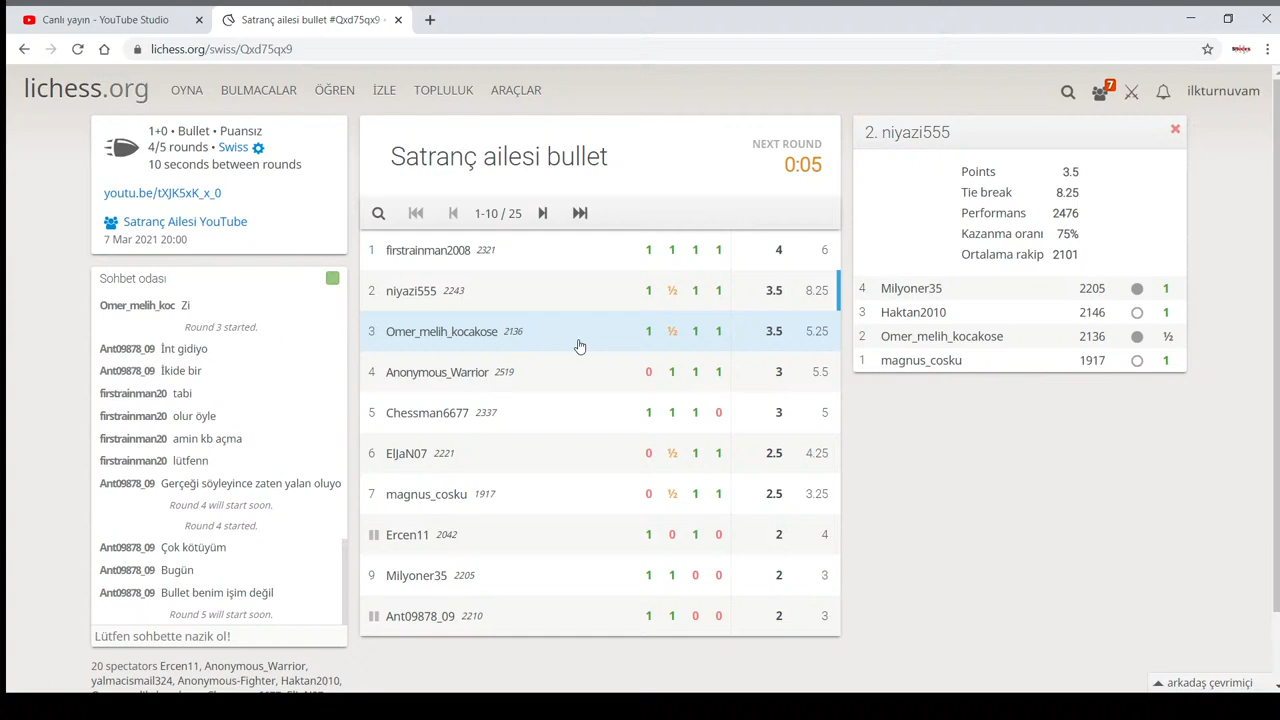 Canlı yayın - YouTube Studio
Satranç ailesi bullet #Qxd75qx9
lichess.org/swiss/Qxd75qx9
lichess.org
OYNA BULMACALAR ÖĞREN İZLE TOPLULUK ARAÇLAR
7
ilkturnuvam
1+0 • Bullet • Puansız
4/5 rounds • Swiss
10 seconds between rounds
youtu.be/tXJK5xK_x_0
Satranç Ailesi YouTube
7 Mar 2021 20:00
Sohbet odası
Omer_melih_koc Zi
Round 3 started.
Ant09878_09 İnt gidiyo
Ant09878_09 İkide bir
firstrainman20 tabi
firstrainman20 olur öyle
firstrainman20 amin kb açma
firstrainman20 lütfenn
Ant09878_09 Gerçeği söyleyince zaten yalan oluyo
Round 4 will start soon.
Round 4 started.
Ant09878_09 Çok kötüyüm
Ant09878_09 Bugün
Ant09878_09 Bullet benim işim değil
Round 5 will start soon.
Lütfen sohbette nazik ol!
20 spectators Ercen11, Anonymous_Warrior,
yalmacismail324, Anonymous-Fighter, Haktan2010,
Satranç ailesi bullet
NEXT ROUND
0:05
1-10 / 25
1 firstrainman2008 2321 1 1 1 1 4 6
2 niyazi555 2243 1 ½ 1 1 3.5 8.25
3 Omer_melih_kocakose 2136 1 ½ 1 1 3.5 5.25
4 Anonymous_Warrior 2519 0 1 1 1 3 5.5
5 Chessman6677 2337 1 1 1 0 3 5
6 ElJaN07 2221 0 ½ 1 1 2.5 4.25
7 magnus_cosku 1917 0 ½ 1 1 2.5 3.25
Ercen11 2042 1 0 1 0 2 4
9 Milyoner35 2205 1 1 0 0 2 3
Ant09878_09 2210 1 1 0 0 2 3
2. niyazi555
Points 3.5
Tie break 8.25
Performans 2476
Kazanma oranı 75%
Ortalama rakip 2101
4 Milyoner35 2205 1
3 Haktan2010 2146 1
2 Omer_melih_kocakose 2136 ½
1 magnus_cosku 1917 1
arkadaş çevrimiçi